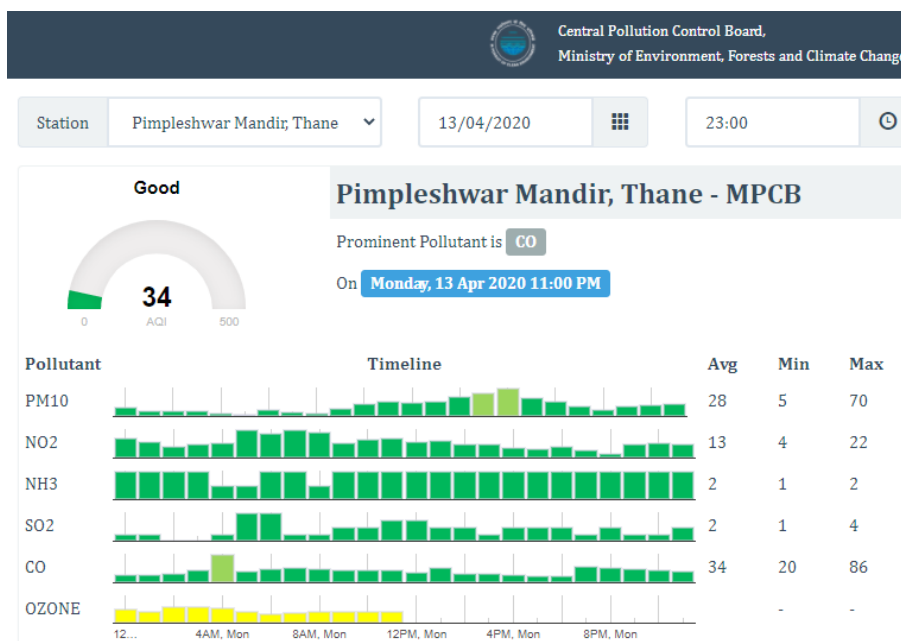 Central Pollution Control Board,
Ministry of Environment, Forests and Climate Change
Station Pimpleshwar Mandir, Thane 13/04/2020 23:00
Good
34
0 AQI 500
Pimpleshwar Mandir, Thane - MPCB
Prominent Pollutant is CO
On Monday, 13 Apr 2020 11:00 PM
Pollutant Timeline Avg Min Max
PM10 28 5 70
NO2 13 4 22
NH3 2 1 2
SO2 2 1 4
CO 34 20 86
OZONE - -
12... 4AM, Mon 8AM, Mon 12PM, Mon 4PM, Mon 8PM, Mon